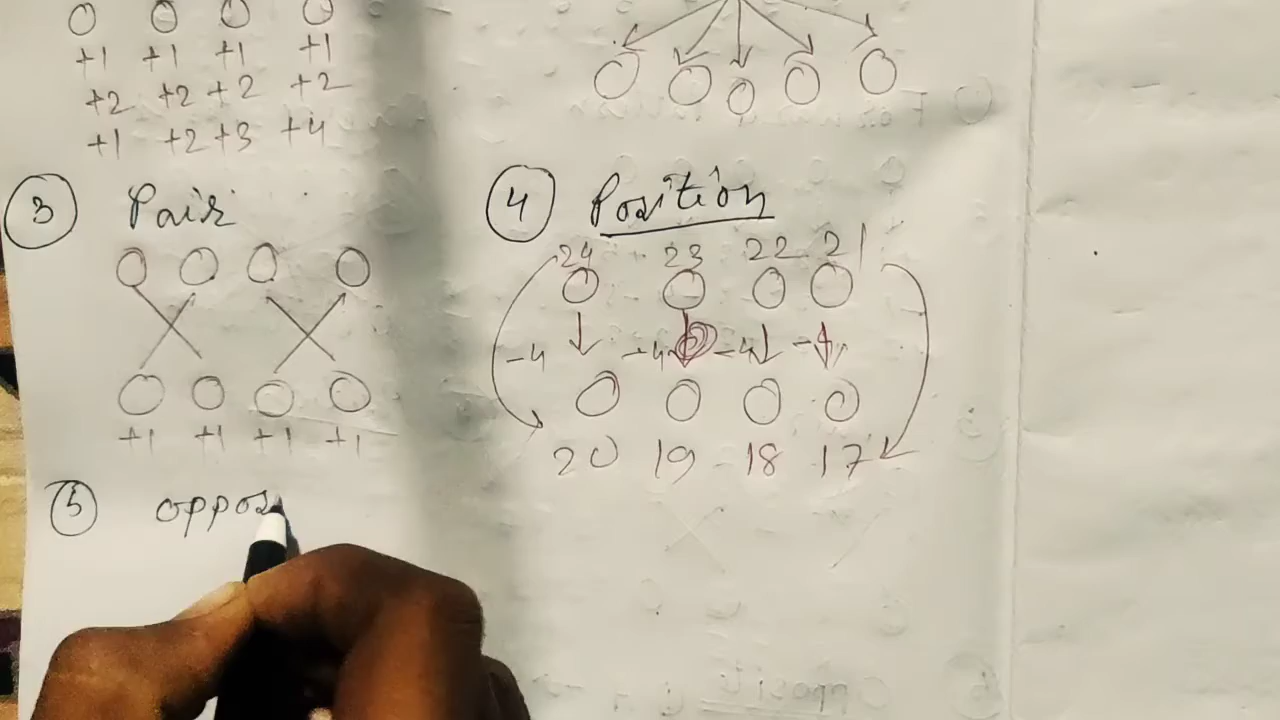 +1 +1 +1 +1
+2 +2 +2 +2
+1 +2 +3 +4
3 Pair
+1 +1 +1 +1
4 Position
24 23 22 21
-4 -4 -4
20 19 18 17
5 oppos